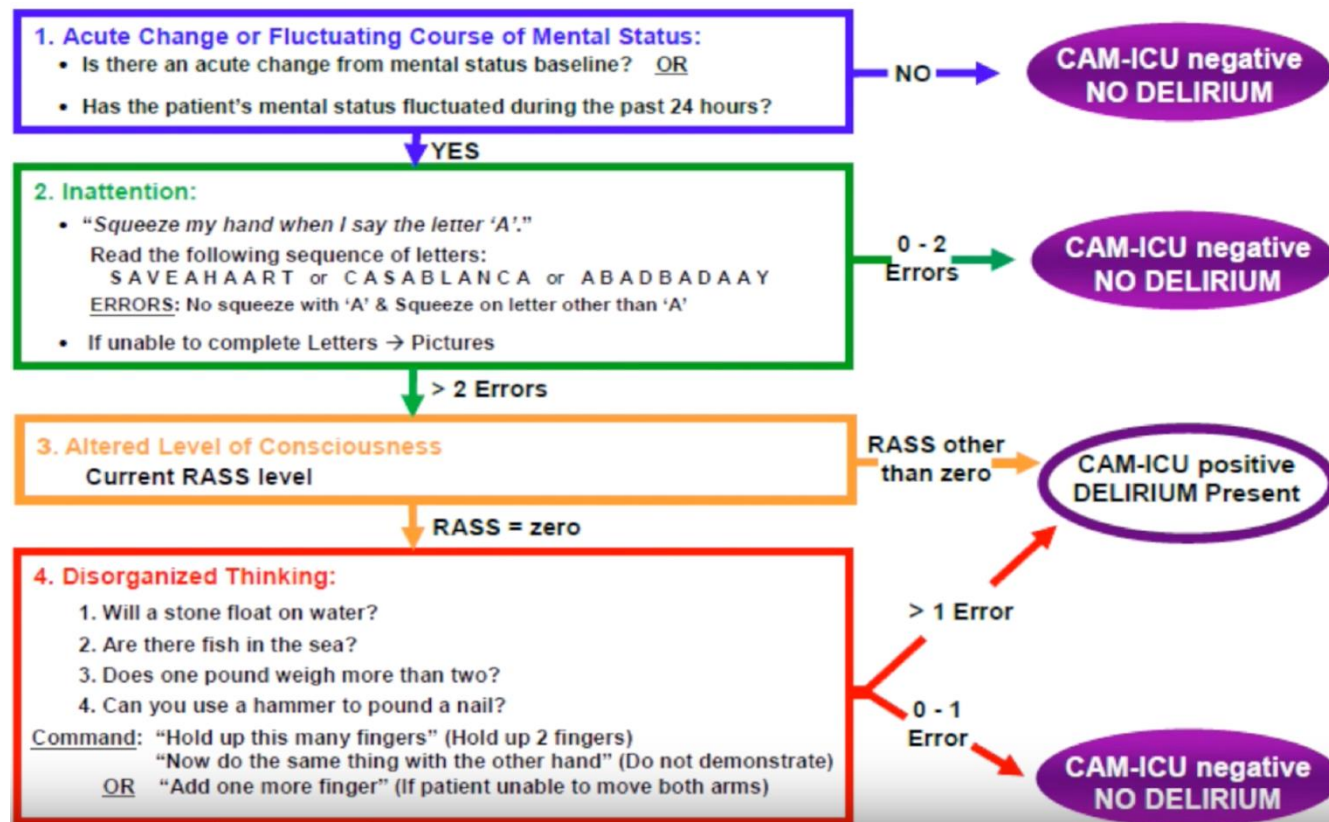 1. Acute Change or Fluctuating Course of Mental Status:
• Is there an acute change from mental status baseline? OR
• Has the patient's mental status fluctuated during the past 24 hours?
NO
CAM-ICU negative
NO DELIRIUM
YES
2. Inattention:
• “Squeeze my hand when I say the letter ‘A’.”
Read the following sequence of letters:
S A V E A H A A R T or C A S A B L A N C A or A B A D B A D A A Y
ERRORS: No squeeze with ‘A’ & Squeeze on letter other than ‘A’
• If unable to complete Letters → Pictures
0 - 2
Errors
CAM-ICU negative
NO DELIRIUM
> 2 Errors
3. Altered Level of Consciousness
Current RASS level
RASS other
than zero
CAM-ICU positive
DELIRIUM Present
RASS = zero
4. Disorganized Thinking:
1. Will a stone float on water?
2. Are there fish in the sea?
3. Does one pound weigh more than two?
4. Can you use a hammer to pound a nail?
Command: “Hold up this many fingers” (Hold up 2 fingers)
“Now do the same thing with the other hand” (Do not demonstrate)
OR “Add one more finger” (If patient unable to move both arms)
> 1 Error
0 - 1
Error
CAM-ICU negative
NO DELIRIUM